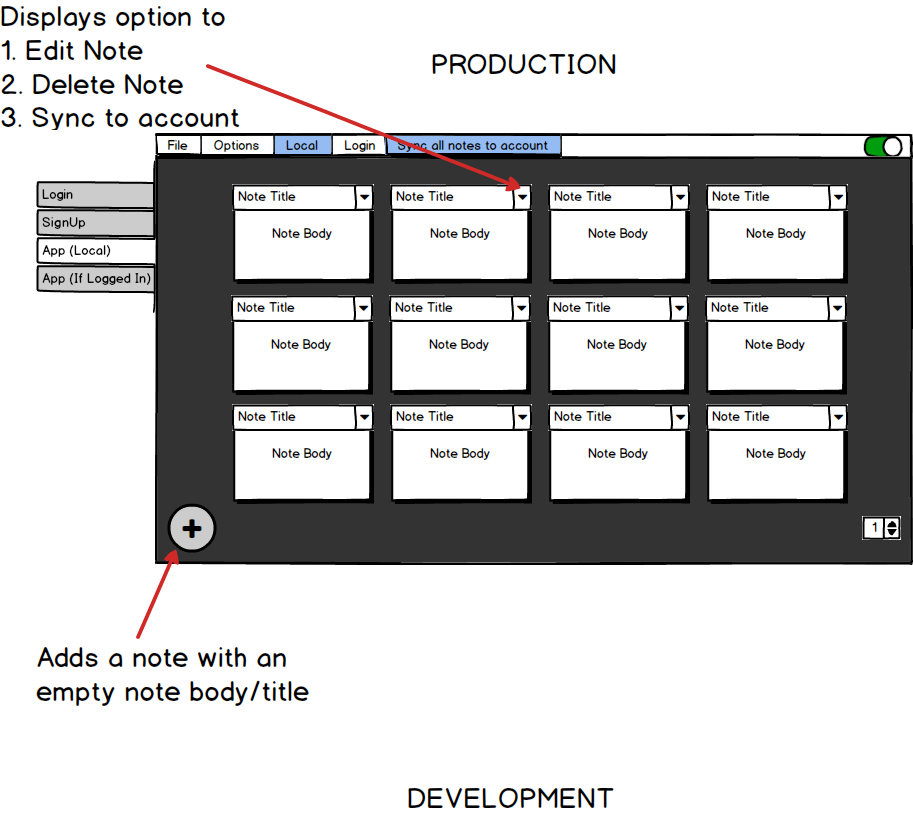 Displays option to
1. Edit Note
2. Delete Note
3. Sync to account
PRODUCTION
File Options Local Login Sync all notes to account
Login
SignUp
App (Local)
App (If Logged In)
Note Title Note Title Note Title Note Title
Note Body Note Body Note Body Note Body
Note Title Note Title Note Title Note Title
Note Body Note Body Note Body Note Body
Note Title Note Title Note Title Note Title
Note Body Note Body Note Body Note Body
+
1
Adds a note with an
empty note body/title
DEVELOPMENT